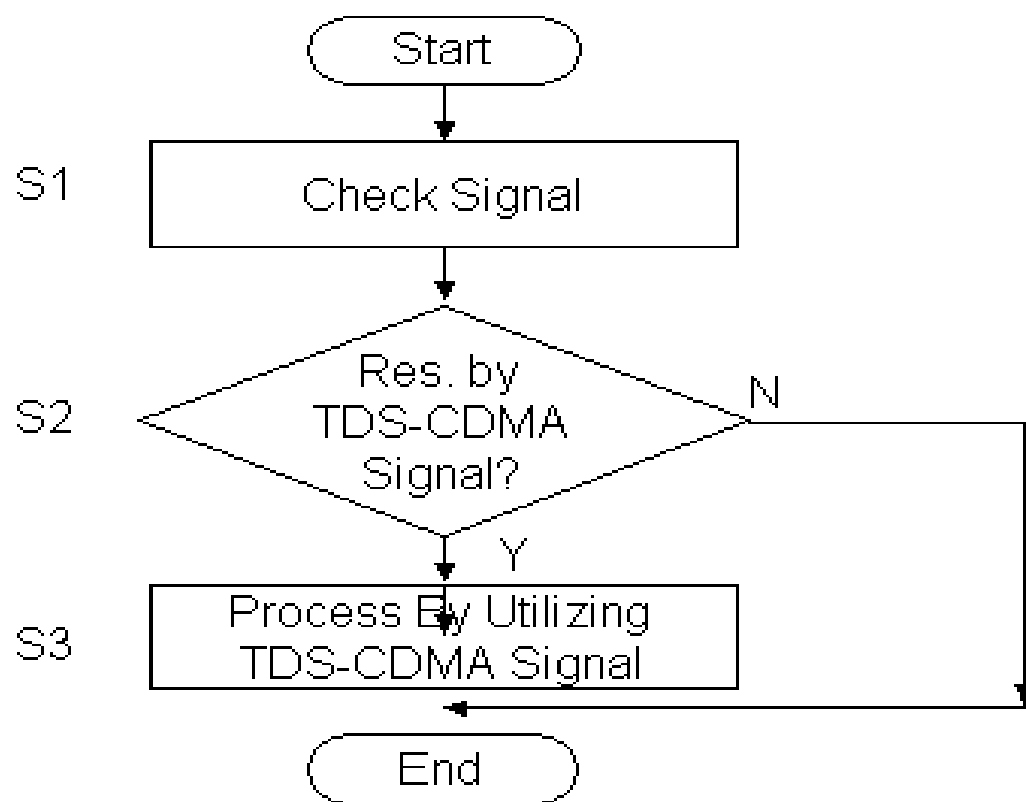 Start
S1
Check Signal
S2
Res. by
TDS-CDMA
Signal?
N
Y
S3
Process By Utilizing
TDS-CDMA Signal
End